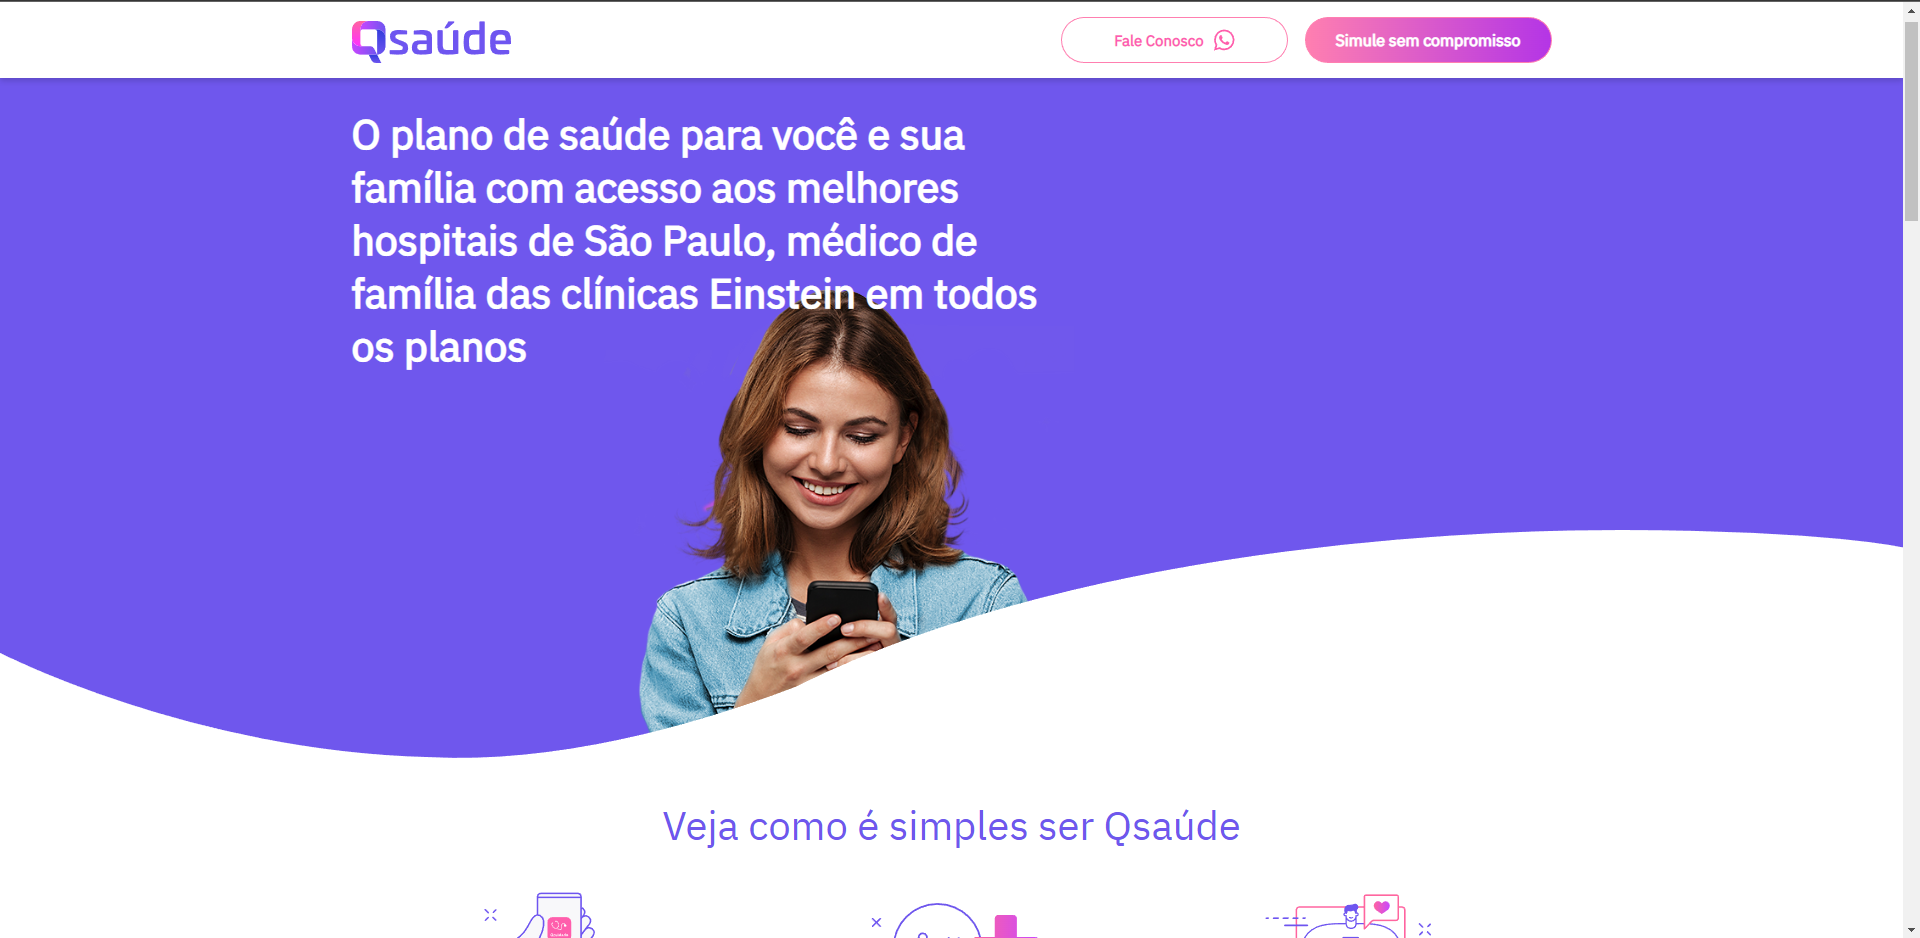 Qsaúde
Fale Conosco
Simule sem compromisso
O plano de saúde para você e sua
família com acesso aos melhores
hospitais de São Paulo, médico de
família das clínicas Einstein em todos
os planos
Veja como é simples ser Qsaúde